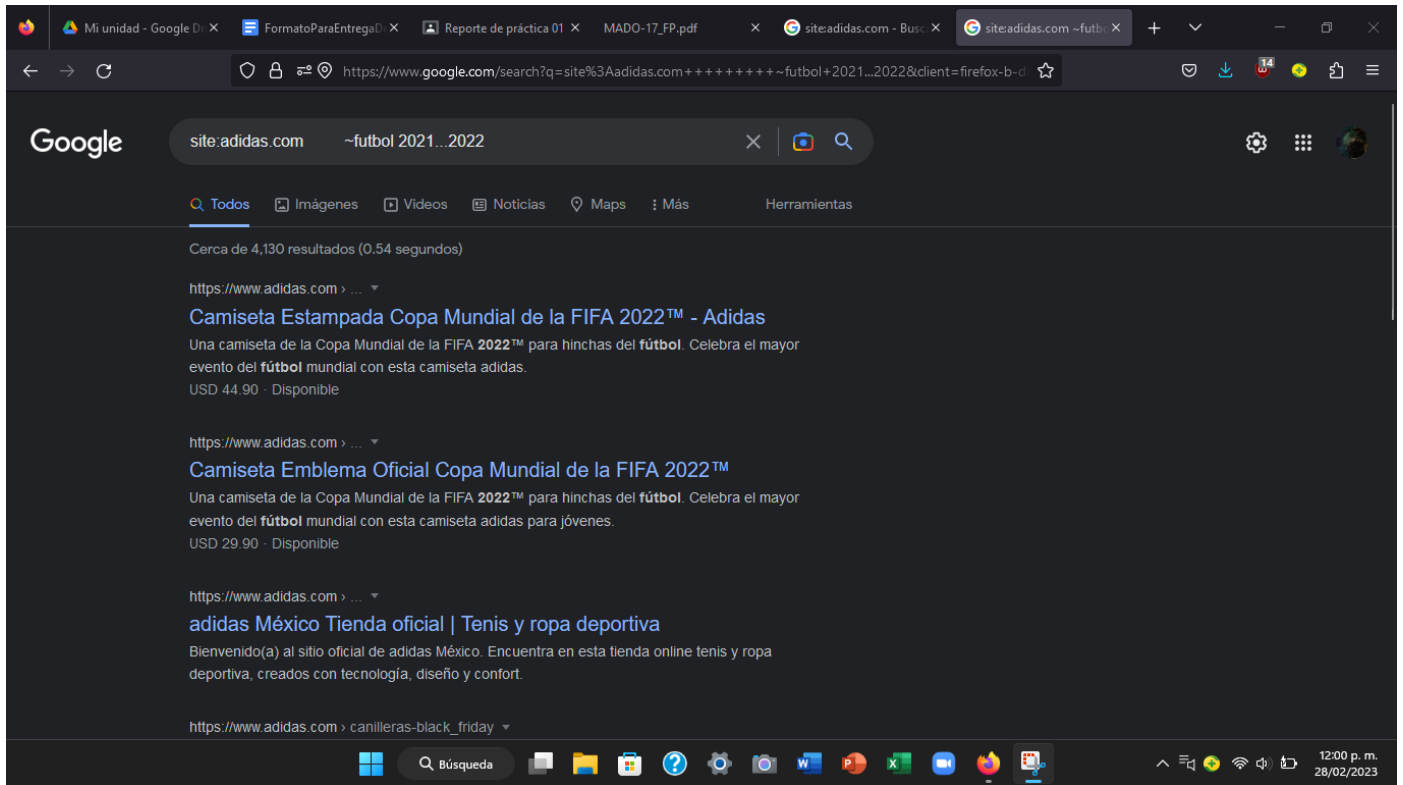 Mi unidad - Google Dr
FormatoParaEntregaD
Reporte de práctica 01
MADO-17_FP.pdf
site:adidas.com - Busc
site:adidas.com ~futbo
https://www.google.com/search?q=site%3Aadidas.com+++++++++~futbol+2021...2022&client=firefox-b-d
14
Google
site:adidas.com ~futbol 2021...2022
Todos
Imágenes
Videos
Noticias
Maps
Más
Herramientas
Cerca de 4,130 resultados (0.54 segundos)
https://www.adidas.com › ...
Camiseta Estampada Copa Mundial de la FIFA 2022™ - Adidas
Una camiseta de la Copa Mundial de la FIFA 2022™ para hinchas del fútbol. Celebra el mayor
evento del fútbol mundial con esta camiseta adidas.
USD 44.90 · Disponible
https://www.adidas.com › ...
Camiseta Emblema Oficial Copa Mundial de la FIFA 2022™
Una camiseta de la Copa Mundial de la FIFA 2022™ para hinchas del fútbol. Celebra el mayor
evento del fútbol mundial con esta camiseta adidas para jóvenes.
USD 29.90 · Disponible
https://www.adidas.com › ...
adidas México Tienda oficial | Tenis y ropa deportiva
Bienvenido(a) al sitio oficial de adidas México. Encuentra en esta tienda online tenis y ropa
deportiva, creados con tecnología, diseño y confort.
https://www.adidas.com › canilleras-black_friday
Búsqueda
12:00 p. m.
28/02/2023